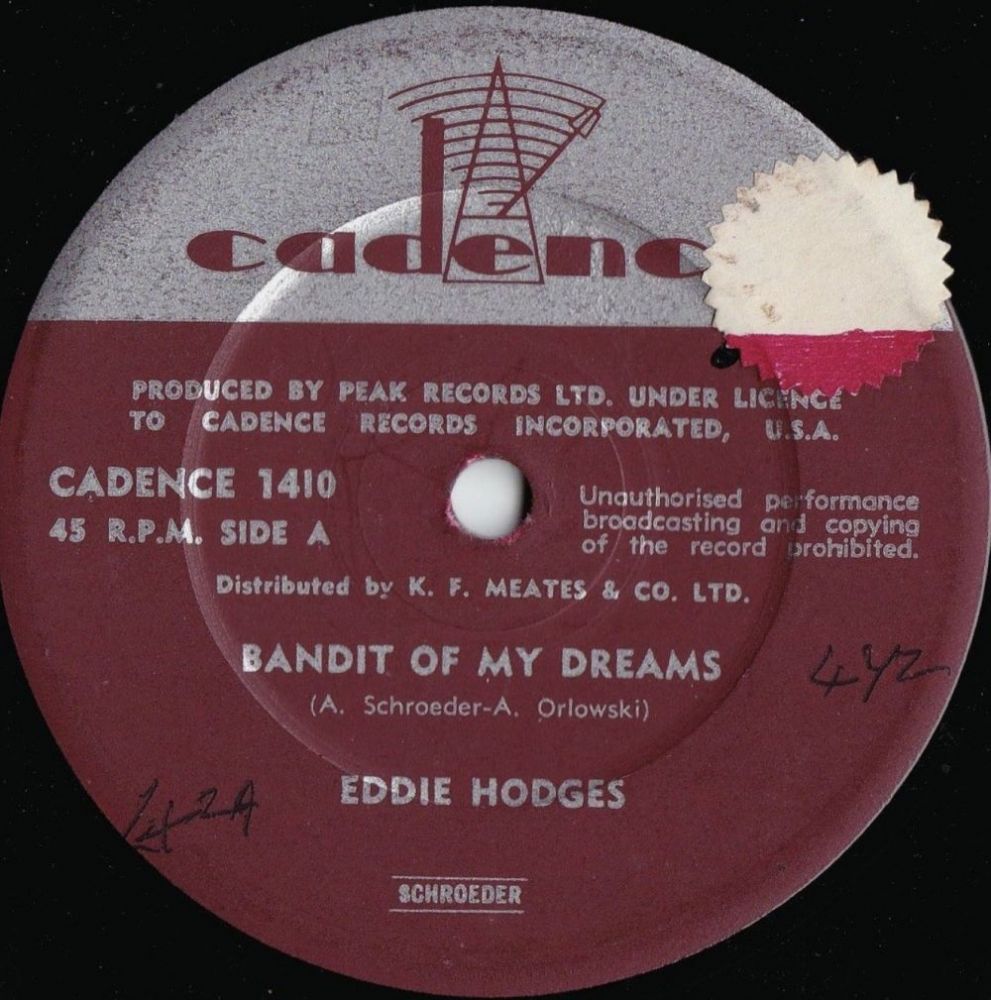 cadenc
PRODUCED BY PEAK RECORDS LTD. UNDER LICENCE
TO CADENCE RECORDS INCORPORATED, U.S.A.
CADENCE 1410
45 R.P.M. SIDE A
Unauthorised performance
broadcasting and copying
of the record prohibited.
Distributed by K. F. MEATES & CO. LTD.
BANDIT OF MY DREAMS
(A. Schroeder-A. Orlowski)
442
EDDIE HODGES
SCHROEDER